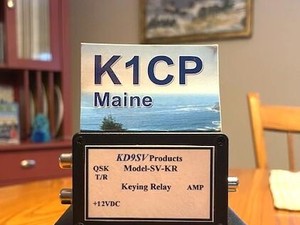 K1CP
Maine
KD9SV Products
QSK Model-SV-KR
T/R
Keying Relay AMP
+12VDC